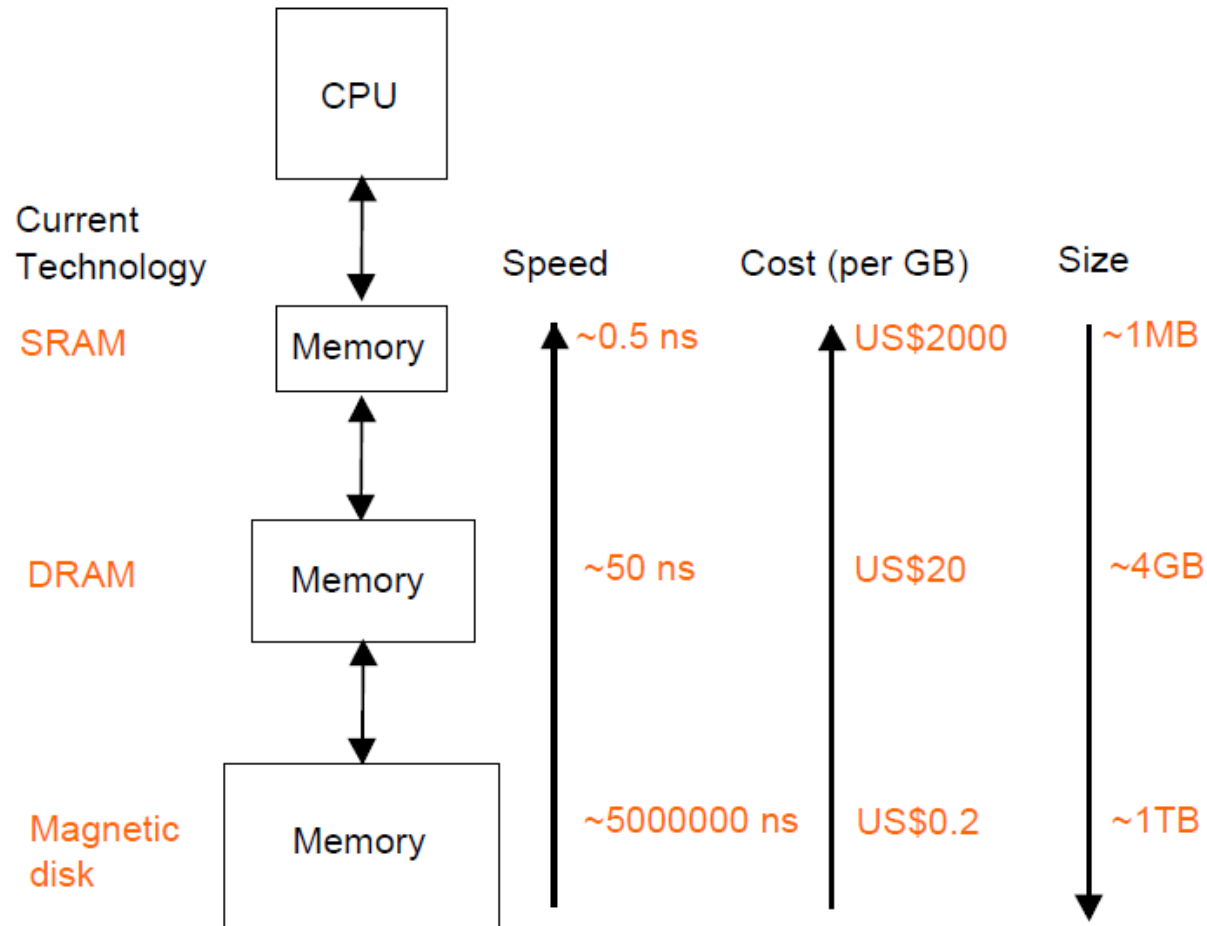 CPU
Current
Technology
Speed
Cost (per GB)
Size
SRAM
Memory
~0.5 ns
US$2000
~1MB
DRAM
Memory
~50 ns
US$20
~4GB
Magnetic
disk
Memory
~5000000 ns
US$0.2
~1TB